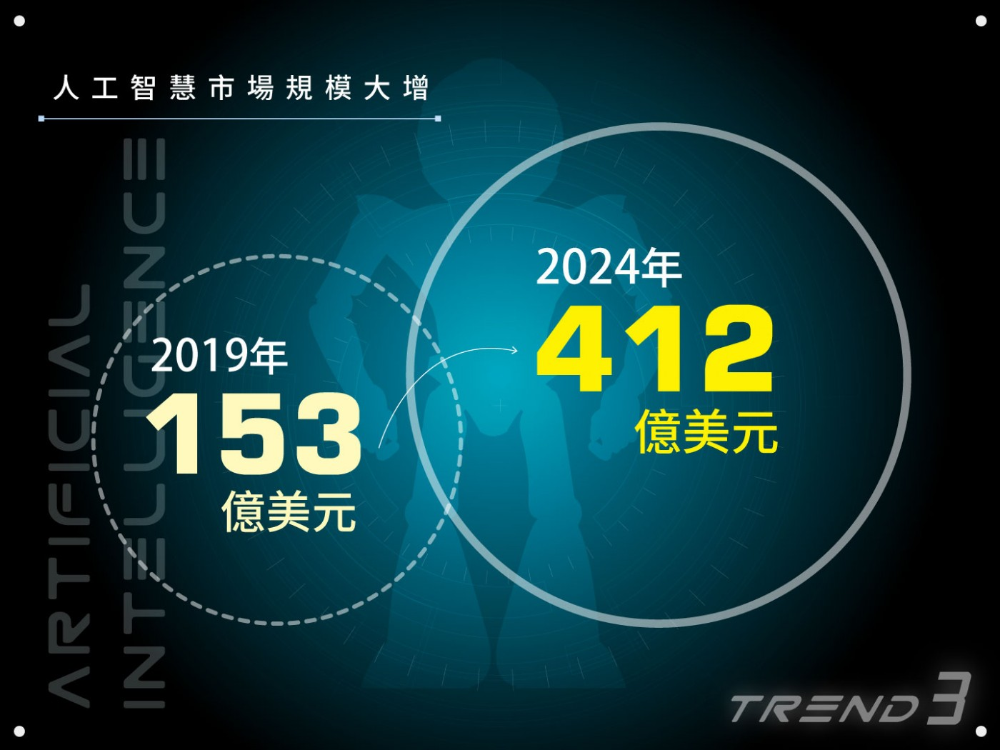 人工智慧市場規模大增
ARTIFICIAL
INTELLIGENCE
2019年
153
億美元
2024年
412
億美元
TREND 3